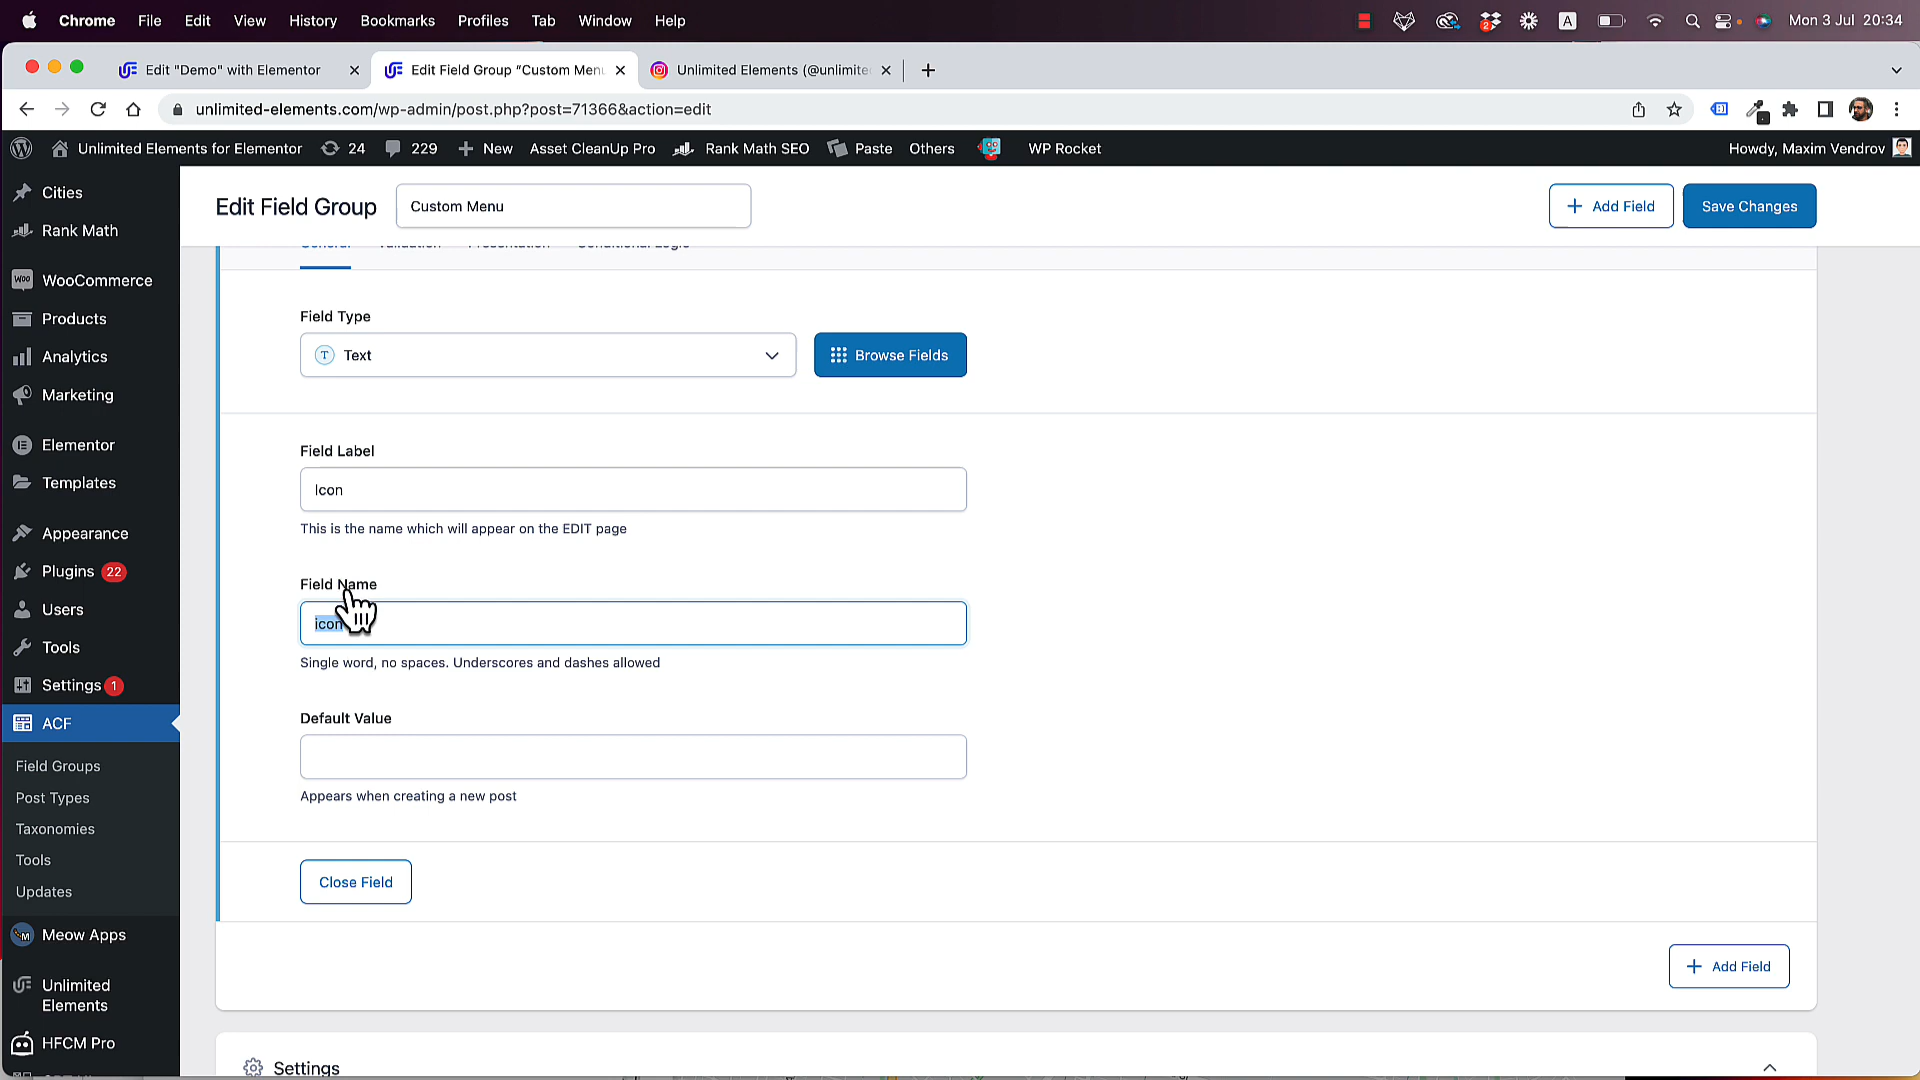 Chrome File Edit View History Bookmarks Profiles Tab Window Help A 2 Mon 3 Jul 20:34
Edit "Demo" with Elementor
Edit Field Group “Custom Menu
Unlimited Elements (@unlimite
unlimited-elements.com/wp-admin/post.php?post=71366&action=edit
Unlimited Elements for Elementor 24 229 New Asset CleanUp Pro Rank Math SEO Paste Others WP Rocket Howdy, Maxim Vendrov
Cities
Rank Math
WooCommerce
Products
Analytics
Marketing
Elementor
Templates
Appearance
Plugins 22
Users
Tools
Settings 1
ACF
Field Groups
Post Types
Taxonomies
Tools
Updates
Meow Apps
Unlimited
Elements
HFCM Pro
Edit Field Group
Custom Menu
Add Field
Save Changes
General Validation Presentation Conditional Logic
Field Type
Text
Browse Fields
Field Label
Icon
This is the name which will appear on the EDIT page
Field Name
icon
Single word, no spaces. Underscores and dashes allowed
Default Value
Appears when creating a new post
Close Field
Add Field
Settings